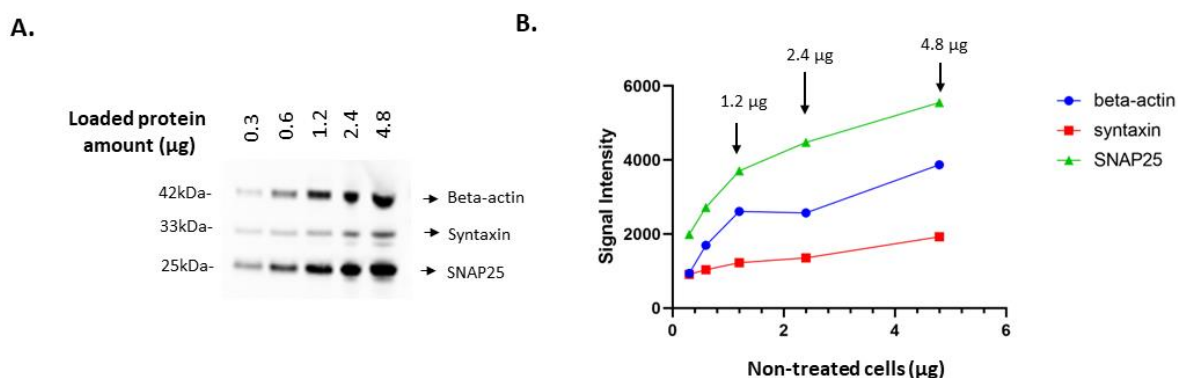 A.
Loaded protein
amount (µg)
0.3
0.6
1.2
2.4
4.8
42kDa-
33kDa-
25kDa-
Beta-actin
Syntaxin
SNAP25
B.
1.2 µg
2.4 µg
4.8 µg
Signal Intensity
6000
4000
2000
0
0
2
4
6
Non-treated cells (µg)
beta-actin
syntaxin
SNAP25